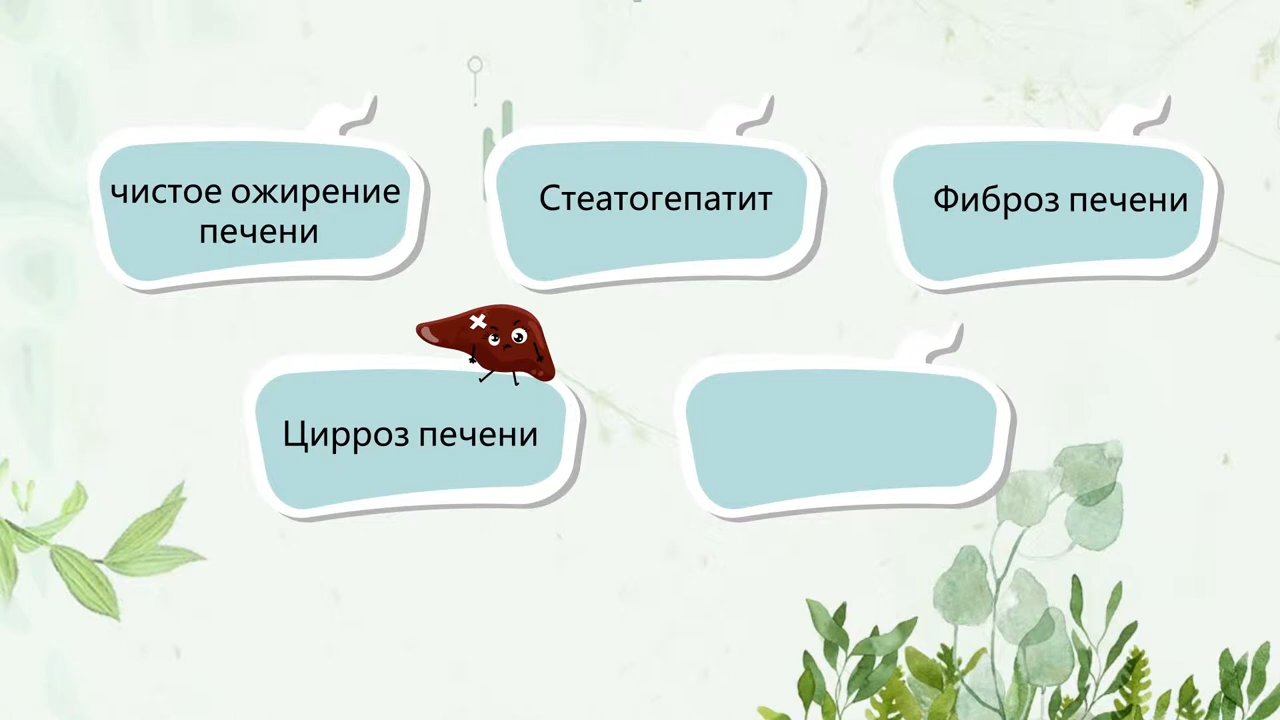 чистое ожирение
печени
Стеатогепатит
Фиброз печени
Цирроз печени